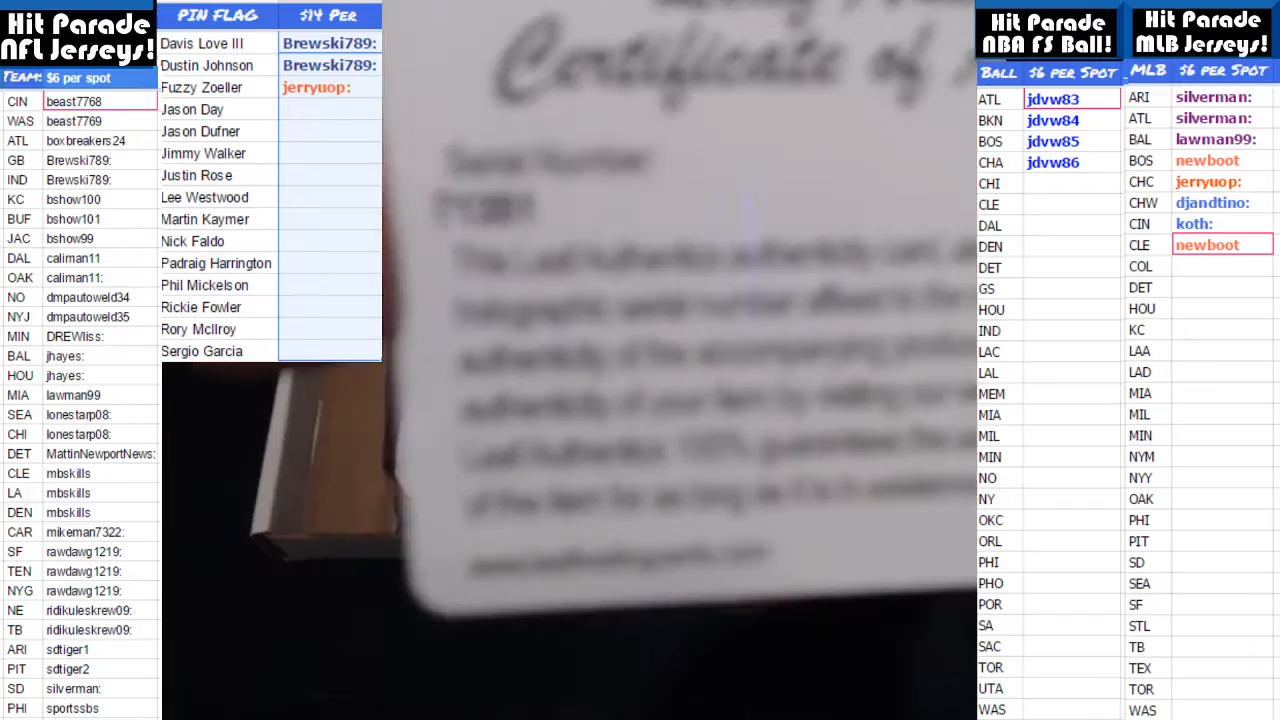 Hit Parade
NFL Jerseys!
TEAM: $6 per spot
CIN beast7768
WAS beast7769
ATL boxbreakers24
GB Brewski789:
IND Brewski789:
KC bshow100
BUF bshow101
JAC bshow99
DAL caliman11
OAK caliman11:
NO dmpautoweld34
NYJ dmpautoweld35
MIN DREWliss:
BAL jhayes:
HOU jhayes:
MIA lawman99
SEA lonestarp08:
CHI lonestarp08:
DET MattinNewportNews:
CLE mbskills
LA mbskills
DEN mbskills
CAR mikeman7322:
SF rawdawg1219:
TEN rawdawg1219:
NYG rawdawg1219:
NE ridikuleskrew09:
TB ridikuleskrew09:
ARI sdtiger1
PIT sdtiger2
SD silverman:
PHI sportssbs
PIN FLAG $14 PER
Davis Love III Brewski789:
Dustin Johnson Brewski789:
Fuzzy Zoeller jerryuop:
Jason Day
Jason Dufner
Jimmy Walker
Justin Rose
Lee Westwood
Martin Kaymer
Nick Faldo
Padraig Harrington
Phil Mickelson
Rickie Fowler
Rory McIlroy
Sergio Garcia
Certificate of
Serial Number
Hit Parade
NBA FS Ball!
BALL $6 PER SPOT
ATL jdvw83
BKN jdvw84
BOS jdvw85
CHA jdvw86
CHI
CLE
DAL
DEN
DET
GS
HOU
IND
LAC
LAL
MEM
MIA
MIL
MIN
NO
NY
OKC
ORL
PHI
PHO
POR
SA
SAC
TOR
UTA
WAS
Hit Parade
MLB Jerseys!
MLB $6 PER SPOT
ARI silverman:
ATL silverman:
BAL lawman99:
BOS newboot
CHC jerryuop:
CHW djandtino:
CIN koth:
CLE newboot
COL
DET
HOU
KC
LAA
LAD
MIA
MIL
MIN
NYM
NYY
OAK
PHI
PIT
SD
SEA
SF
STL
TB
TEX
TOR
WAS